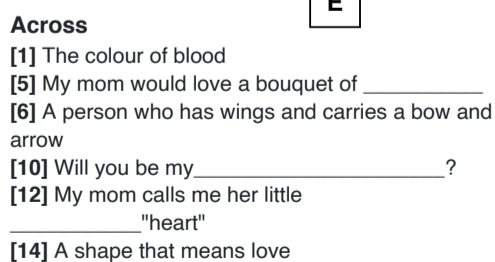 E
Across
[1] The colour of blood
[5] My mom would love a bouquet of ___________
[6] A person who has wings and carries a bow and
arrow
[10] Will you be my_______________________?
[12] My mom calls me her little
____________"heart"
[14] A shape that means love